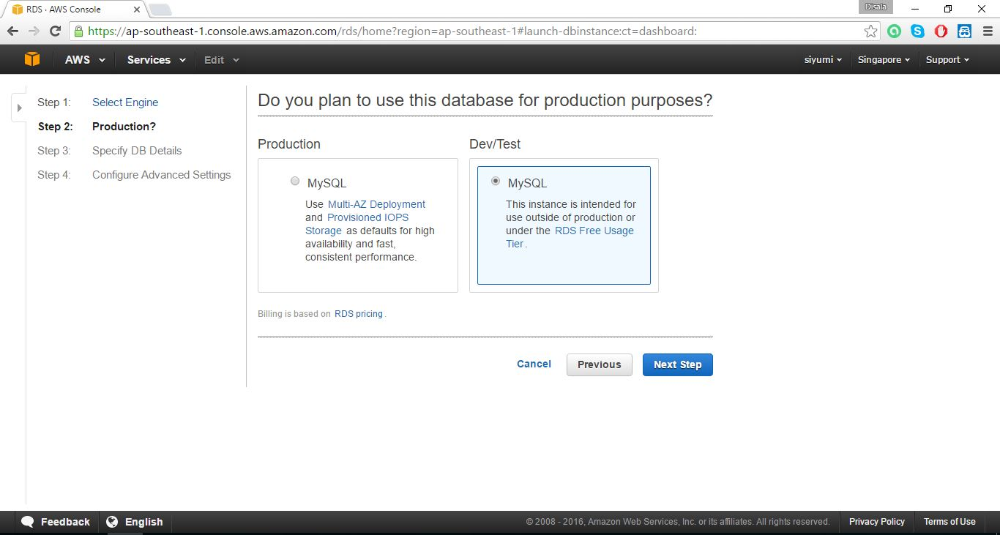 RDS · AWS Console
Disala
https://ap-southeast-1.console.aws.amazon.com/rds/home?region=ap-southeast-1#launch-dbinstance:ct=dashboard:
AWS Services Edit siyumi Singapore Support
Step 1: Select Engine
Step 2: Production?
Step 3: Specify DB Details
Step 4: Configure Advanced Settings
Do you plan to use this database for production purposes?
Production
MySQL
Use Multi-AZ Deployment
and Provisioned IOPS
Storage as defaults for high
availability and fast,
consistent performance.
Dev/Test
MySQL
This instance is intended for
use outside of production or
under the RDS Free Usage
Tier.
Billing is based on RDS pricing.
Cancel Previous Next Step
Feedback English © 2008 - 2016, Amazon Web Services, Inc. or its affiliates. All rights reserved. Privacy Policy Terms of Use